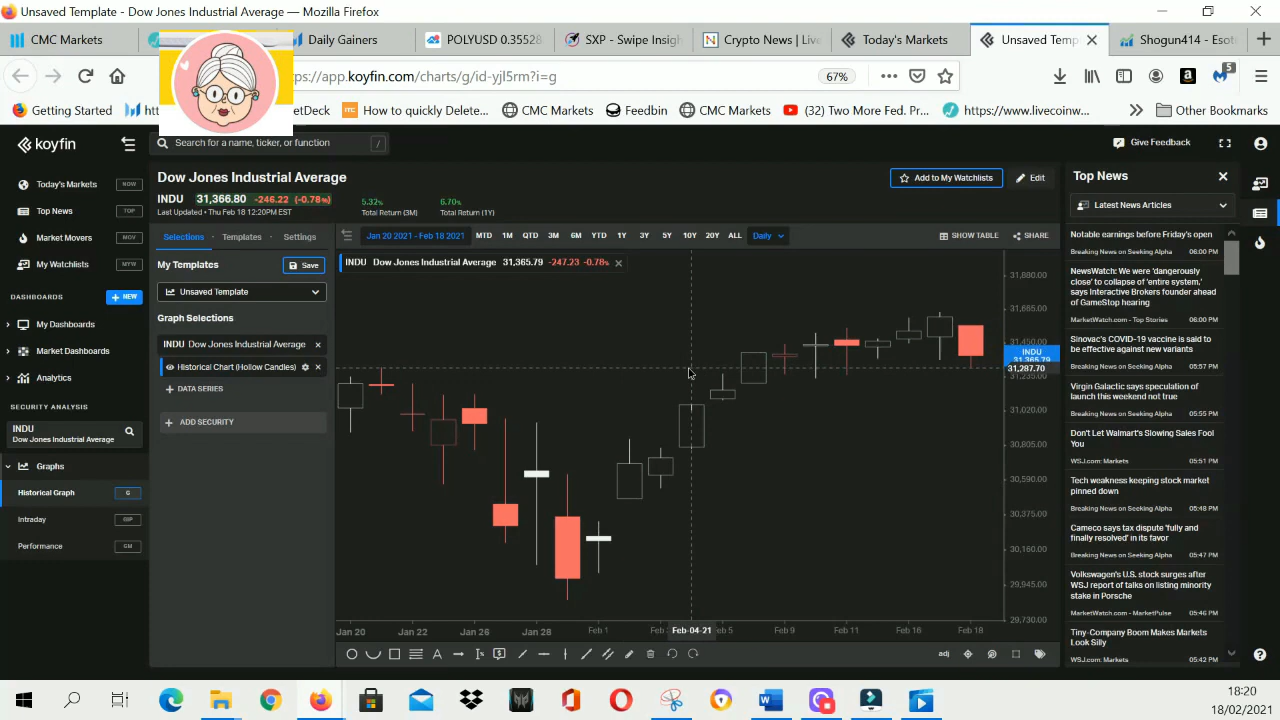 Unsaved Template - Dow Jones Industrial Average — Mozilla Firefox
CMC Markets
Daily Gainers
POLYUSD 0.35528
SXP - Swipe Insigh
Crypto News | Live
Today's Markets
Unsaved Temp
Shogun414 - Esot
ps://app.koyfin.com/charts/g/id-yjl5rm?i=g
67%
5
Getting Started
etDeck
How to quickly Delete...
CMC Markets
Feedbin
CMC Markets
(32) Two More Fed. Pr...
https://www.livecoinw...
Other Bookmarks
koyfin
Search for a name, ticker, or function
/
Give Feedback
Today's Markets
NOW
Top News
TOP
Market Movers
MOV
My Watchlists
MYW
DASHBOARDS
+ NEW
My Dashboards
Market Dashboards
Analytics
SECURITY ANALYSIS
INDU
Dow Jones Industrial Average
Graphs
Historical Graph
G
Intraday
GIP
Performance
GM
Dow Jones Industrial Average
Add to My Watchlists
Edit
INDU 31,366.80 -246.22 (-0.78%)
5.32%
6.70%
Last Updated • Thu Feb 18 12:20PM EST
Total Return (3M)
Total Return (1Y)
Selections
Templates
Settings
Jan 20 2021 - Feb 18 2021
MTD 1M QTD 3M 6M YTD 1Y 3Y 5Y 10Y 20Y ALL
Daily
SHOW TABLE
SHARE
My Templates
Save
Unsaved Template
Graph Selections
INDU Dow Jones Industrial Average
Historical Chart (Hollow Candles)
+ DATA SERIES
+ ADD SECURITY
INDU Dow Jones Industrial Average 31,365.79 -247.23 -0.78%
31,880.00
31,665.00
31,450.00
INDU
31,365.79
31,287.70
31,235.00
31,020.00
30,805.00
30,590.00
30,375.00
30,160.00
29,945.00
29,730.00
Jan 20
Jan 22
Jan 26
Jan 28
Feb 1
Feb-04-21
Feb 9
Feb 11
Feb 16
Feb 18
adj
Top News
Latest News Articles
Notable earnings before Friday's open
Breaking News on Seeking Alpha
06:00 PM
NewsWatch: We were 'dangerously
close' to collapse of 'entire system,'
says Interactive Brokers founder ahead
of GameStop hearing
MarketWatch.com - Top Stories
06:00 PM
Sinovac's COVID-19 vaccine is said to
be effective against new variants
Breaking News on Seeking Alpha
05:57 PM
Virgin Galactic says speculation of
launch this weekend not true
Breaking News on Seeking Alpha
05:55 PM
Don't Let Walmart's Slowing Sales Fool
You
WSJ.com: Markets
05:51 PM
Tech weakness keeping stock market
pinned down
Breaking News on Seeking Alpha
05:48 PM
Cameco says tax dispute 'fully and
finally resolved' in its favor
Breaking News on Seeking Alpha
05:47 PM
Volkswagen's U.S. stock surges after
WSJ report of talks on listing minority
stake in Porsche
MarketWatch.com - MarketPulse
05:46 PM
Tiny-Company Boom Makes Markets
Look Silly
WSJ.com: Markets
05:42 PM
18:20
18/02/2021